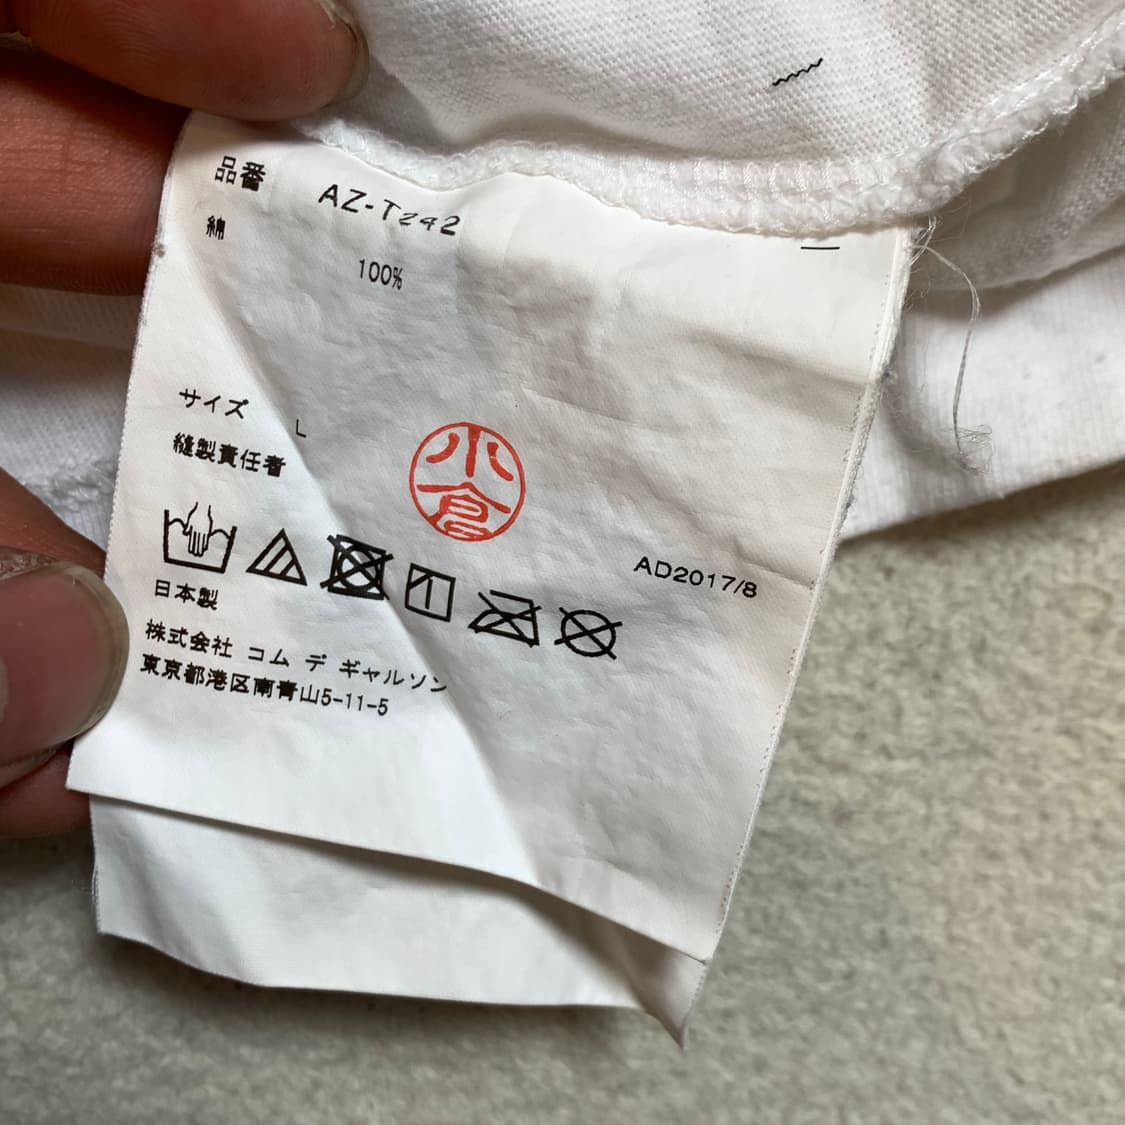 品番 AZ-T242
綿 100%
サイズ L
縫製責任者
小倉
AD2017/8
日本製
株式会社 コム デ ギャルソン
東京都港区南青山5-11-5